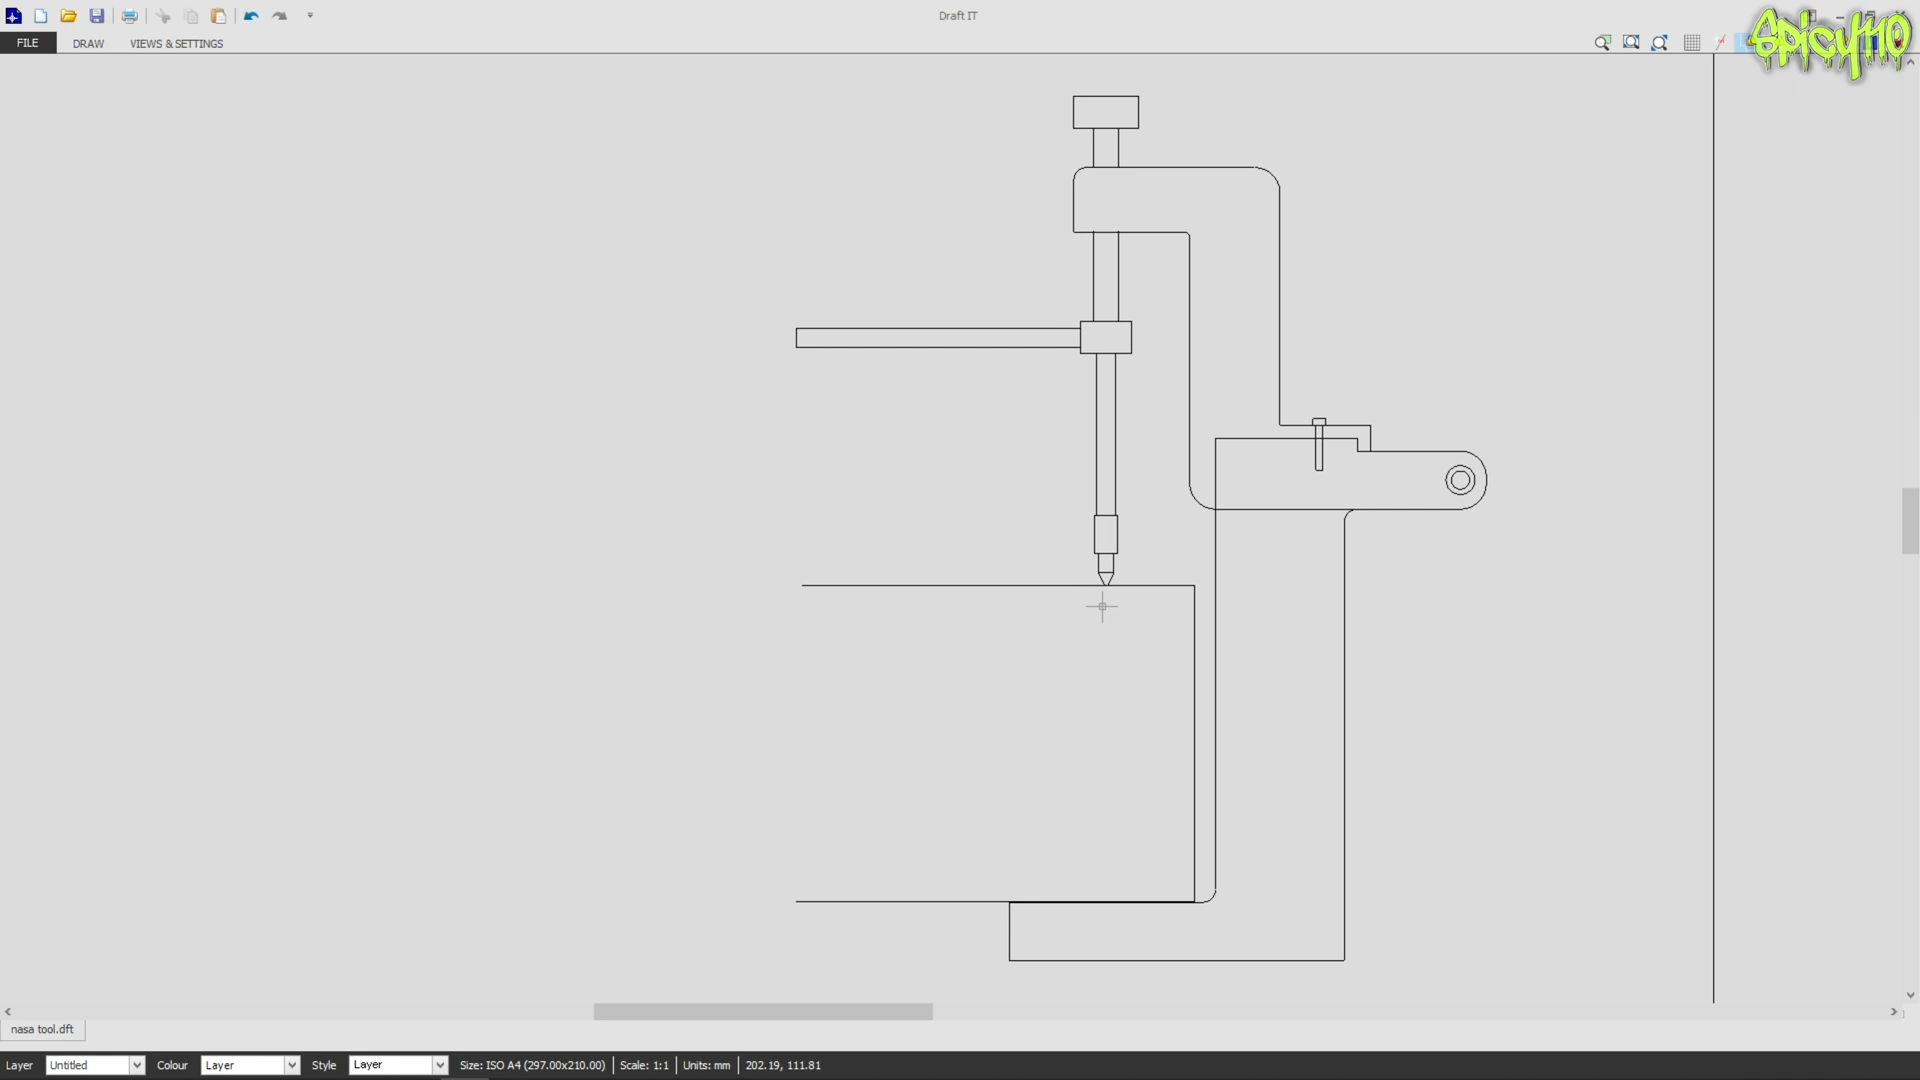 Draft IT
Spicy110
FILE DRAW VIEWS & SETTINGS
nasa tool.dft
Layer Untitled Colour Layer Style Layer Size: ISO A4 (297.00x210.00) Scale: 1:1 Units: mm 202.19, 111.81